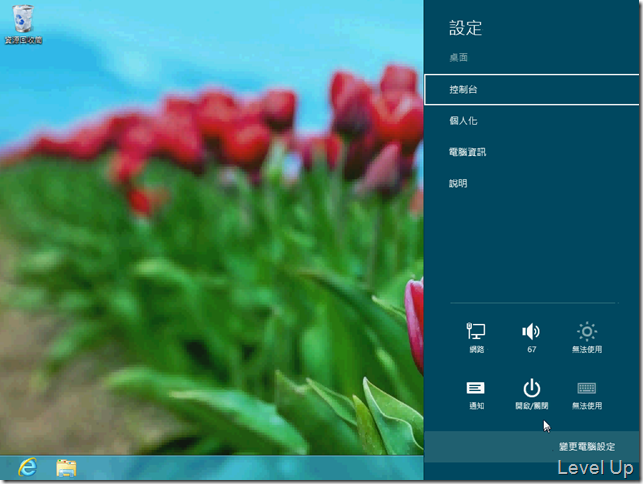 資源回收筒
設定
桌面
控制台
個人化
電腦資訊
說明
網路
67
無法使用
通知
開啟/關閉
無法使用
變更電腦設定
Level Up